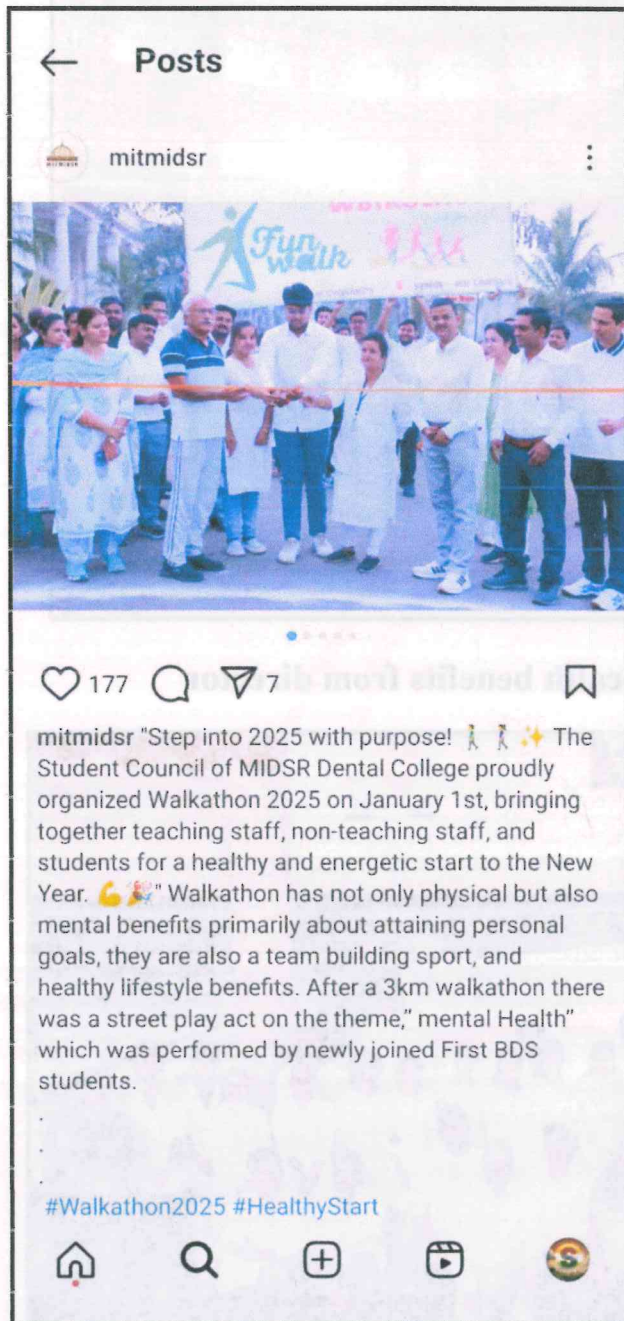 Posts
mitmidsr
Fun
walk
177
7
mitmidsr "Step into 2025 with purpose! 🚶🚶✨ The
Student Council of MIDSR Dental College proudly
organized Walkathon 2025 on January 1st, bringing
together teaching staff, non-teaching staff, and
students for a healthy and energetic start to the New
Year. 💪🎉" Walkathon has not only physical but also
mental benefits primarily about attaining personal
goals, they are also a team building sport, and
healthy lifestyle benefits. After a 3km walkathon there
was a street play act on the theme,” mental Health”
which was performed by newly joined First BDS
students.
.
.
.
#Walkathon2025 #HealthyStart